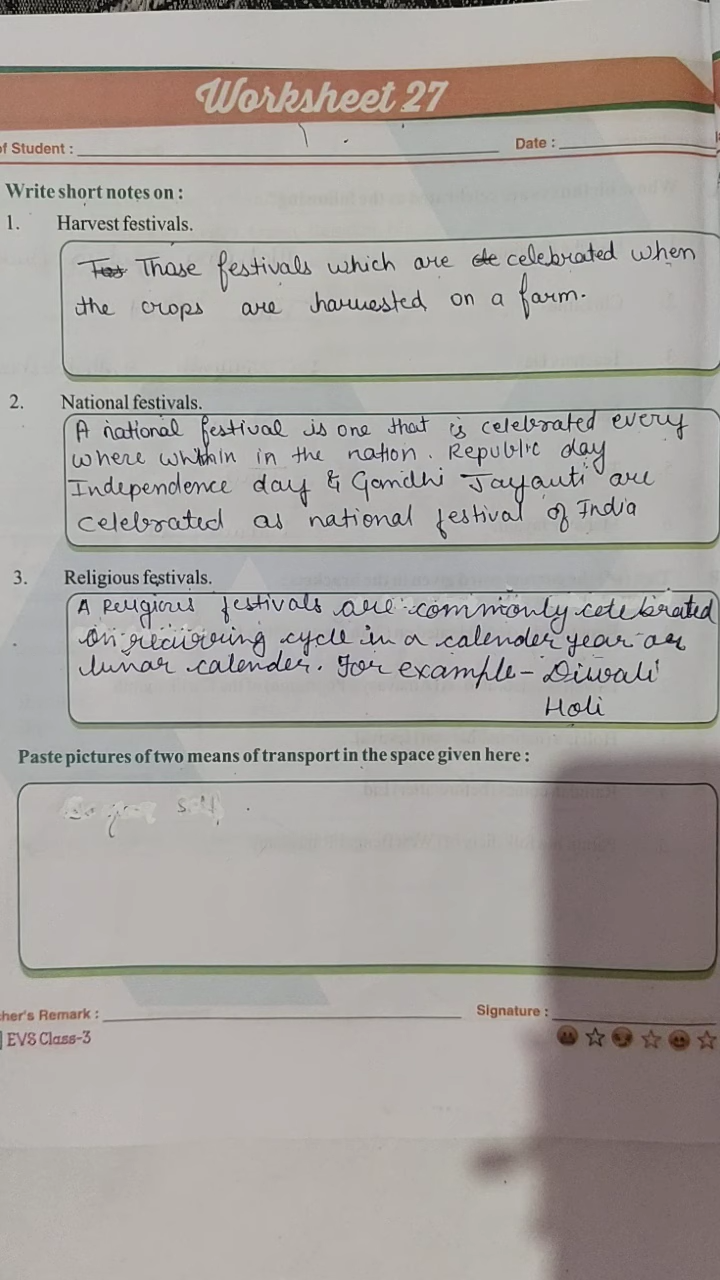 Worksheet 27
of Student :
Date :
Write short notes on :
1. Harvest festivals.
Those festivals which are celebrated when
the crops are harvested on a farm.
2. National festivals.
A national festival is one that is celebrated every
where whthin in the nation. Republic day
Independence day & Gandhi Jayanti are
celebrated as national festival of India
3. Religious festivals.
A Religious festivals are commonly celebrated
on recurring cycle in a calender year or
lunar calender. For example - Diwali
Holi
Paste pictures of two means of transport in the space given here :
self.
her's Remark :
Signature :
EVS Class-3